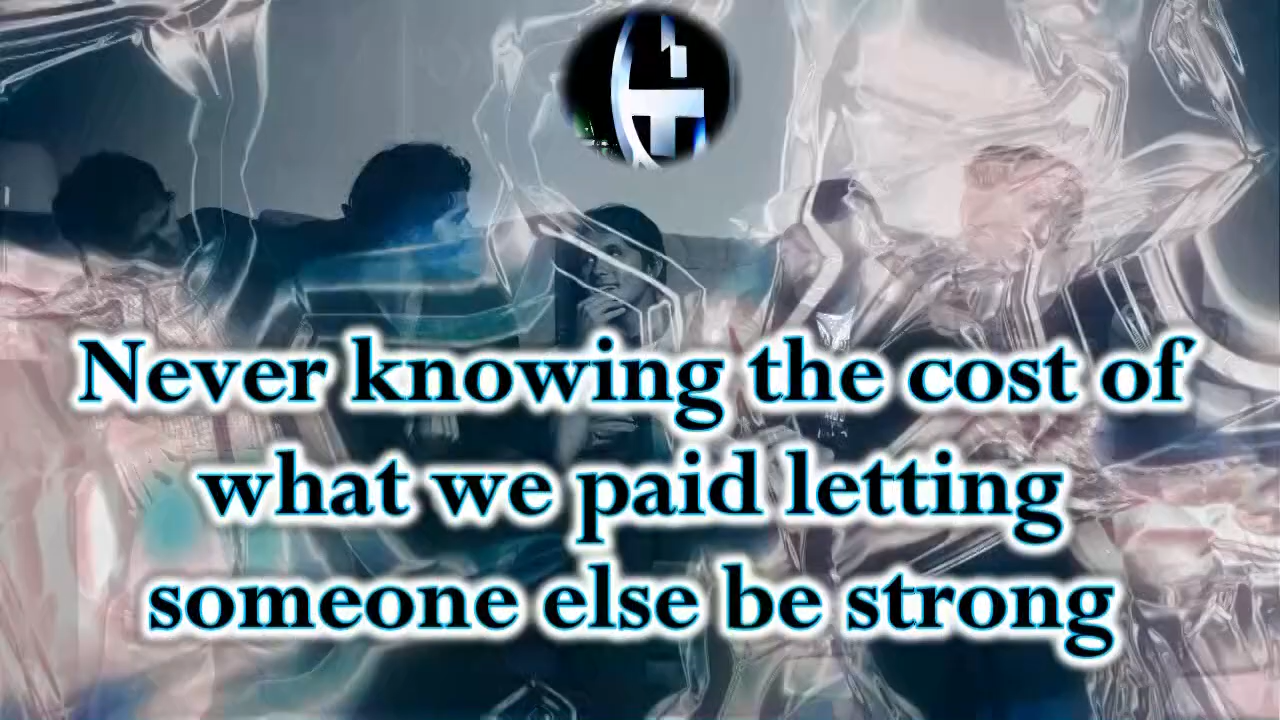 Never knowing the cost of
what we paid letting
someone else be strong